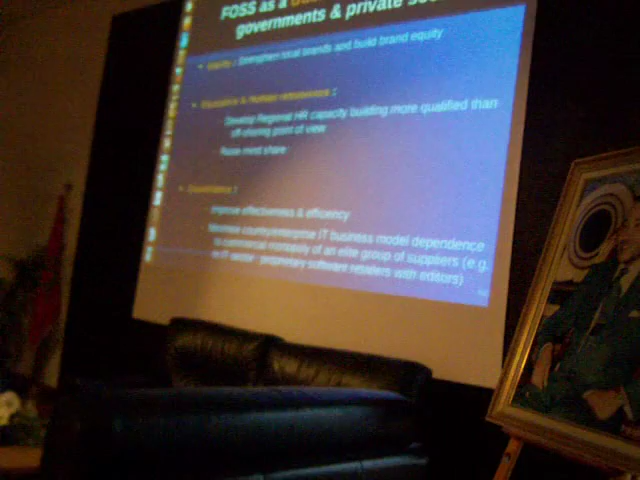 FOSS as a
governments & private
Equity : Strengthen local brands and build brand equity
Education & Human :
Develop Regional HR capacity building more qualified than
off-shoring point of view
Raise mind share
Governance :
Improve effectiveness & efficiency
Minimise country/enterprise IT business model dependence
to commercial monopoly of an elite group of suppliers (e.g.
in IT sector : proprietary software retailers with editors)